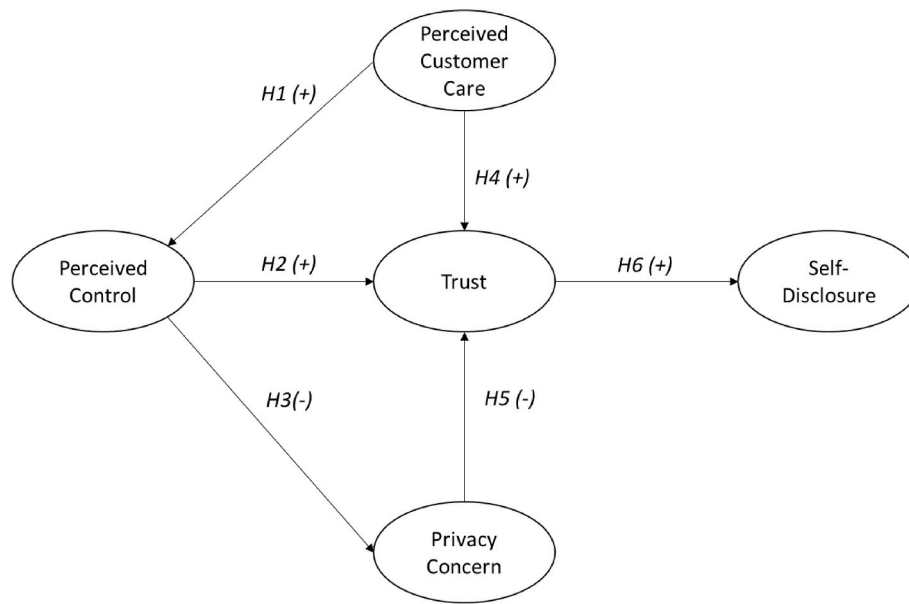 Perceived
Customer
Care
H1 (+)
H4 (+)
Perceived
Control
H2 (+)
Trust
H6 (+)
Self-
Disclosure
H3(-)
H5 (-)
Privacy
Concern